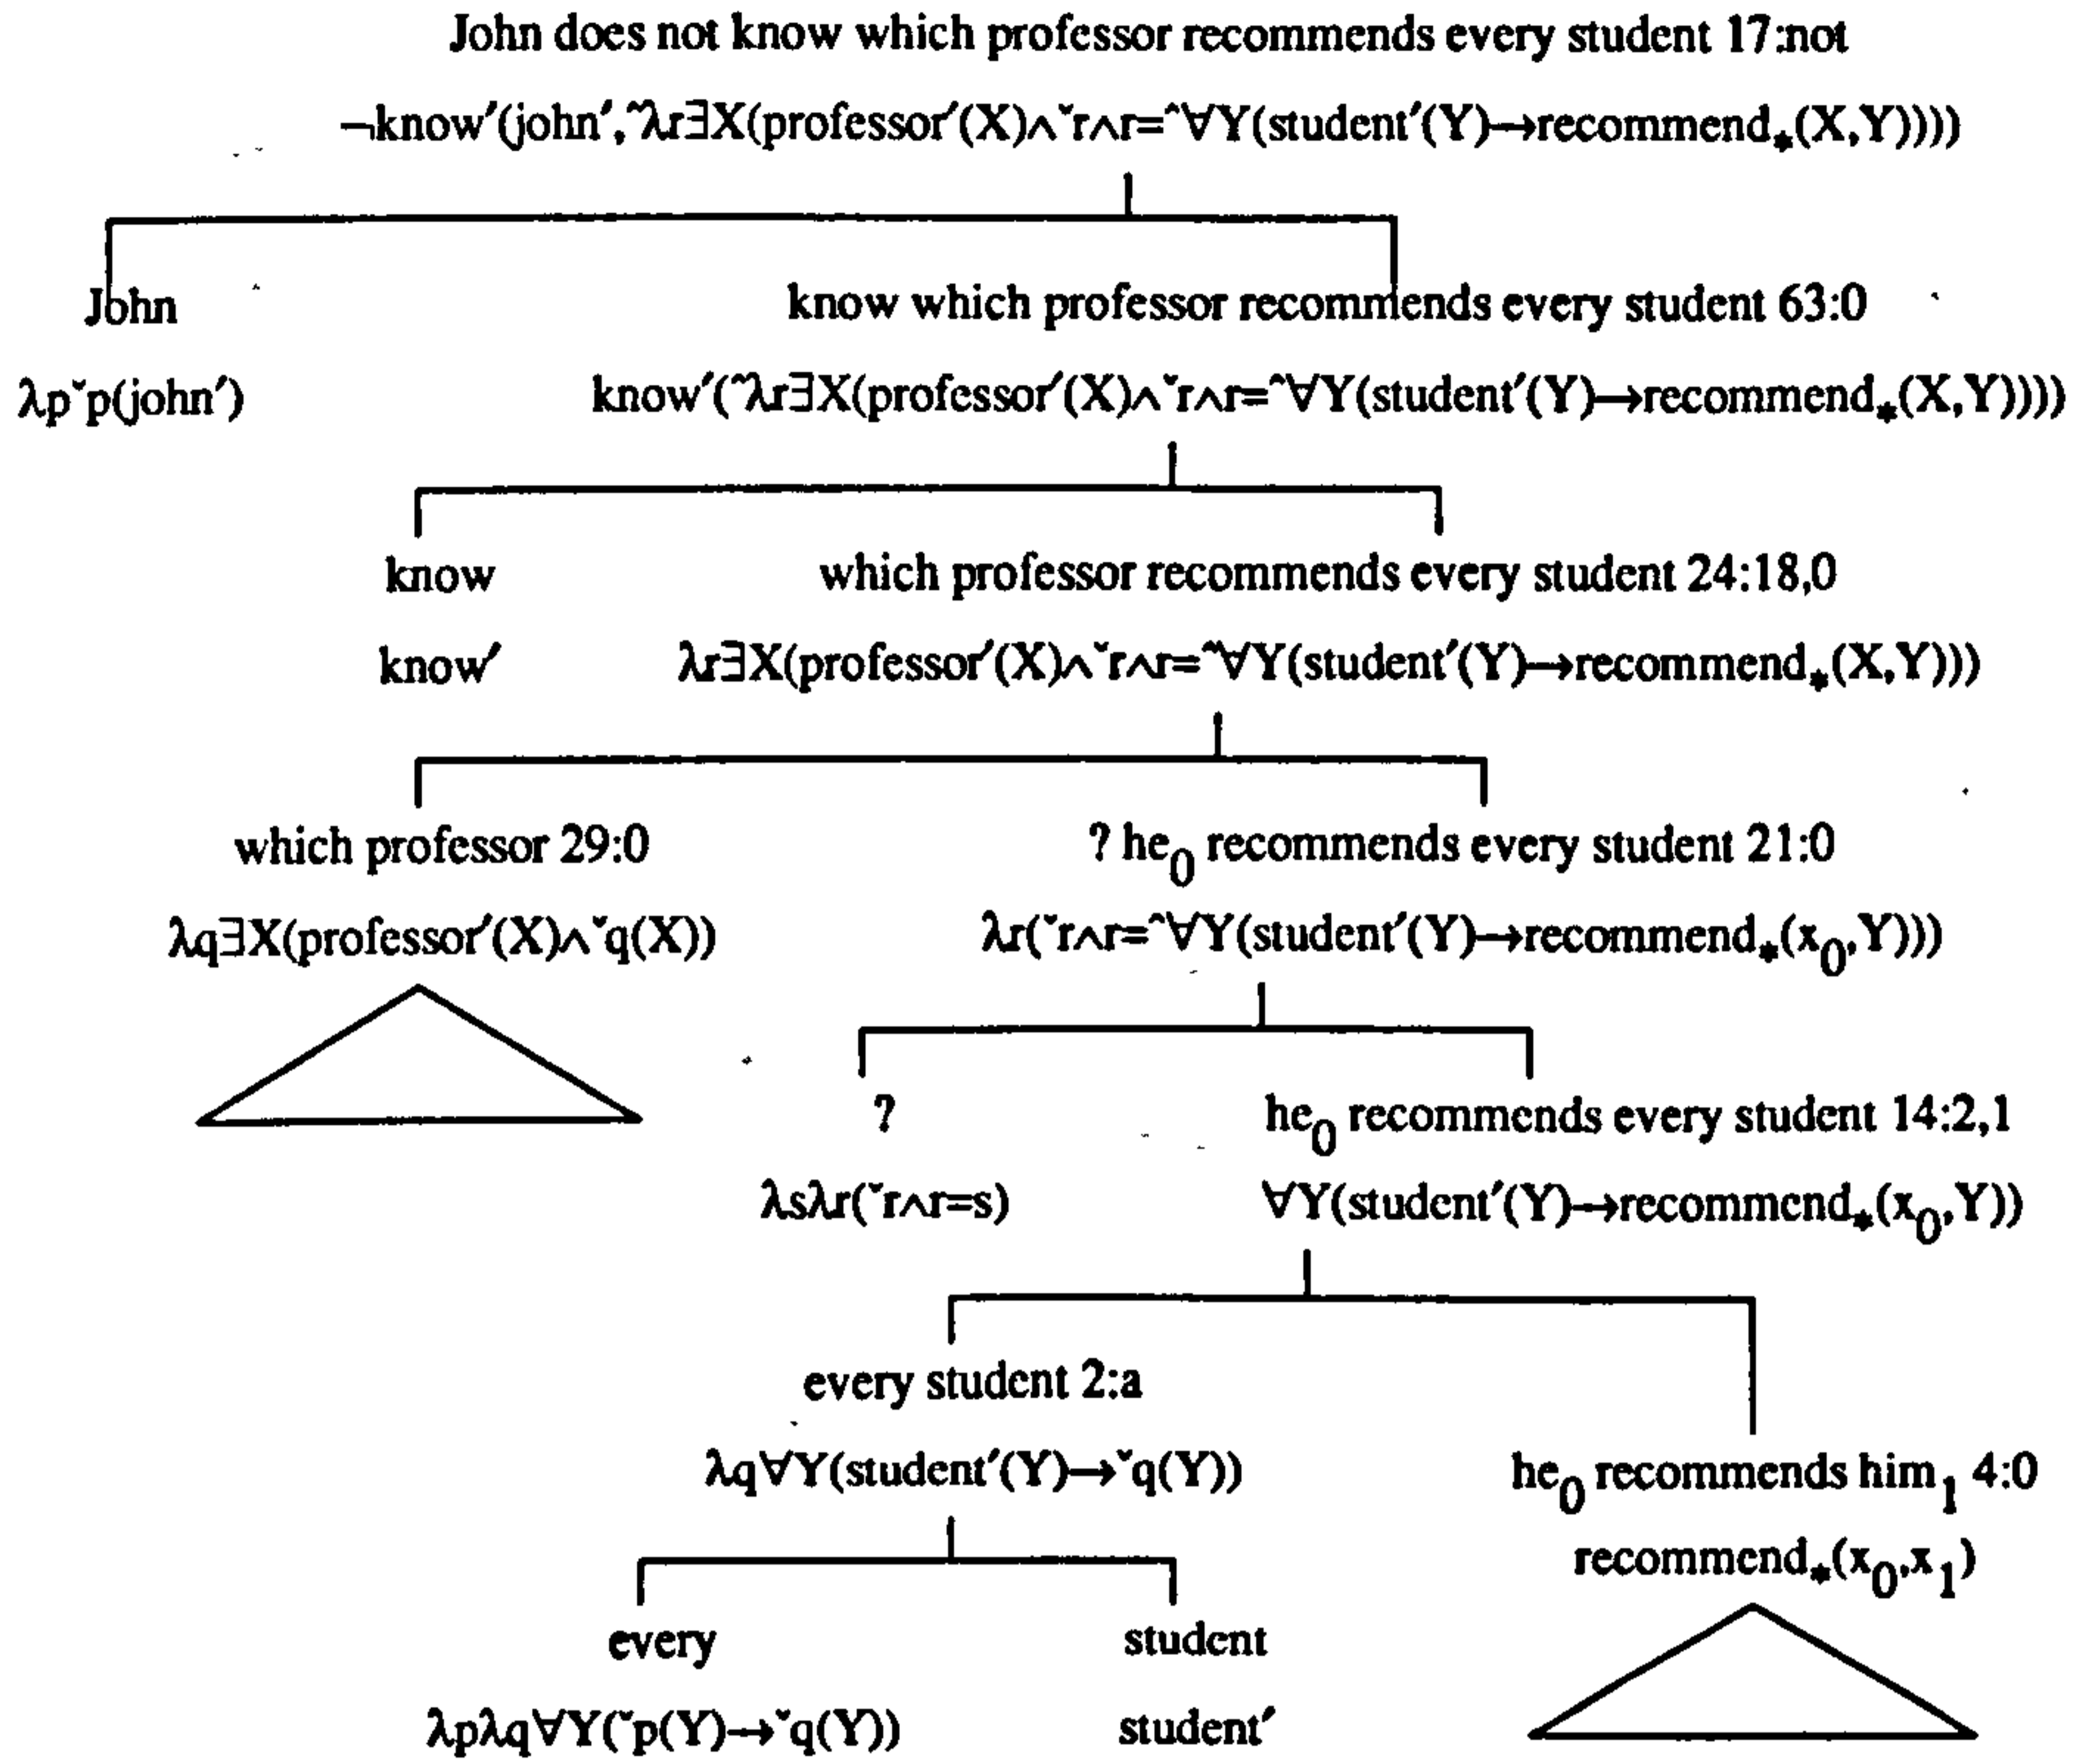 John does not know which professor recommends every student 17:not
¬know′(john′,ˆλr∃X(professor′(X)∧ˇr∧r=ˆ∀Y(student′(Y)→recommend⁎(X,Y))))
John
know which professor recommends every student 63:0
λpˇp(john′)
know′(ˆλr∃X(professor′(X)∧ˇr∧r=ˆ∀Y(student′(Y)→recommend⁎(X,Y))))
know
which professor recommends every student 24:18,0
know′
λr∃X(professor′(X)∧ˇr∧r=ˆ∀Y(student′(Y)→recommend⁎(X,Y)))
which professor 29:0
? he₀ recommends every student 21:0
λq∃X(professor′(X)∧ˇq(X))
λr(ˇr∧r=ˆ∀Y(student′(Y)→recommend⁎(x₀,Y)))
?
he₀ recommends every student 14:2,1
λsλr(ˇr∧r=s)
∀Y(student′(Y)→recommend⁎(x₀,Y))
every student 2:a
λq∀Y(student′(Y)→ˇq(Y))
he₀ recommends him₁ 4:0
recommend⁎(x₀,x₁)
every
student
λpλq∀Y(ˇp(Y)→ˇq(Y))
student′